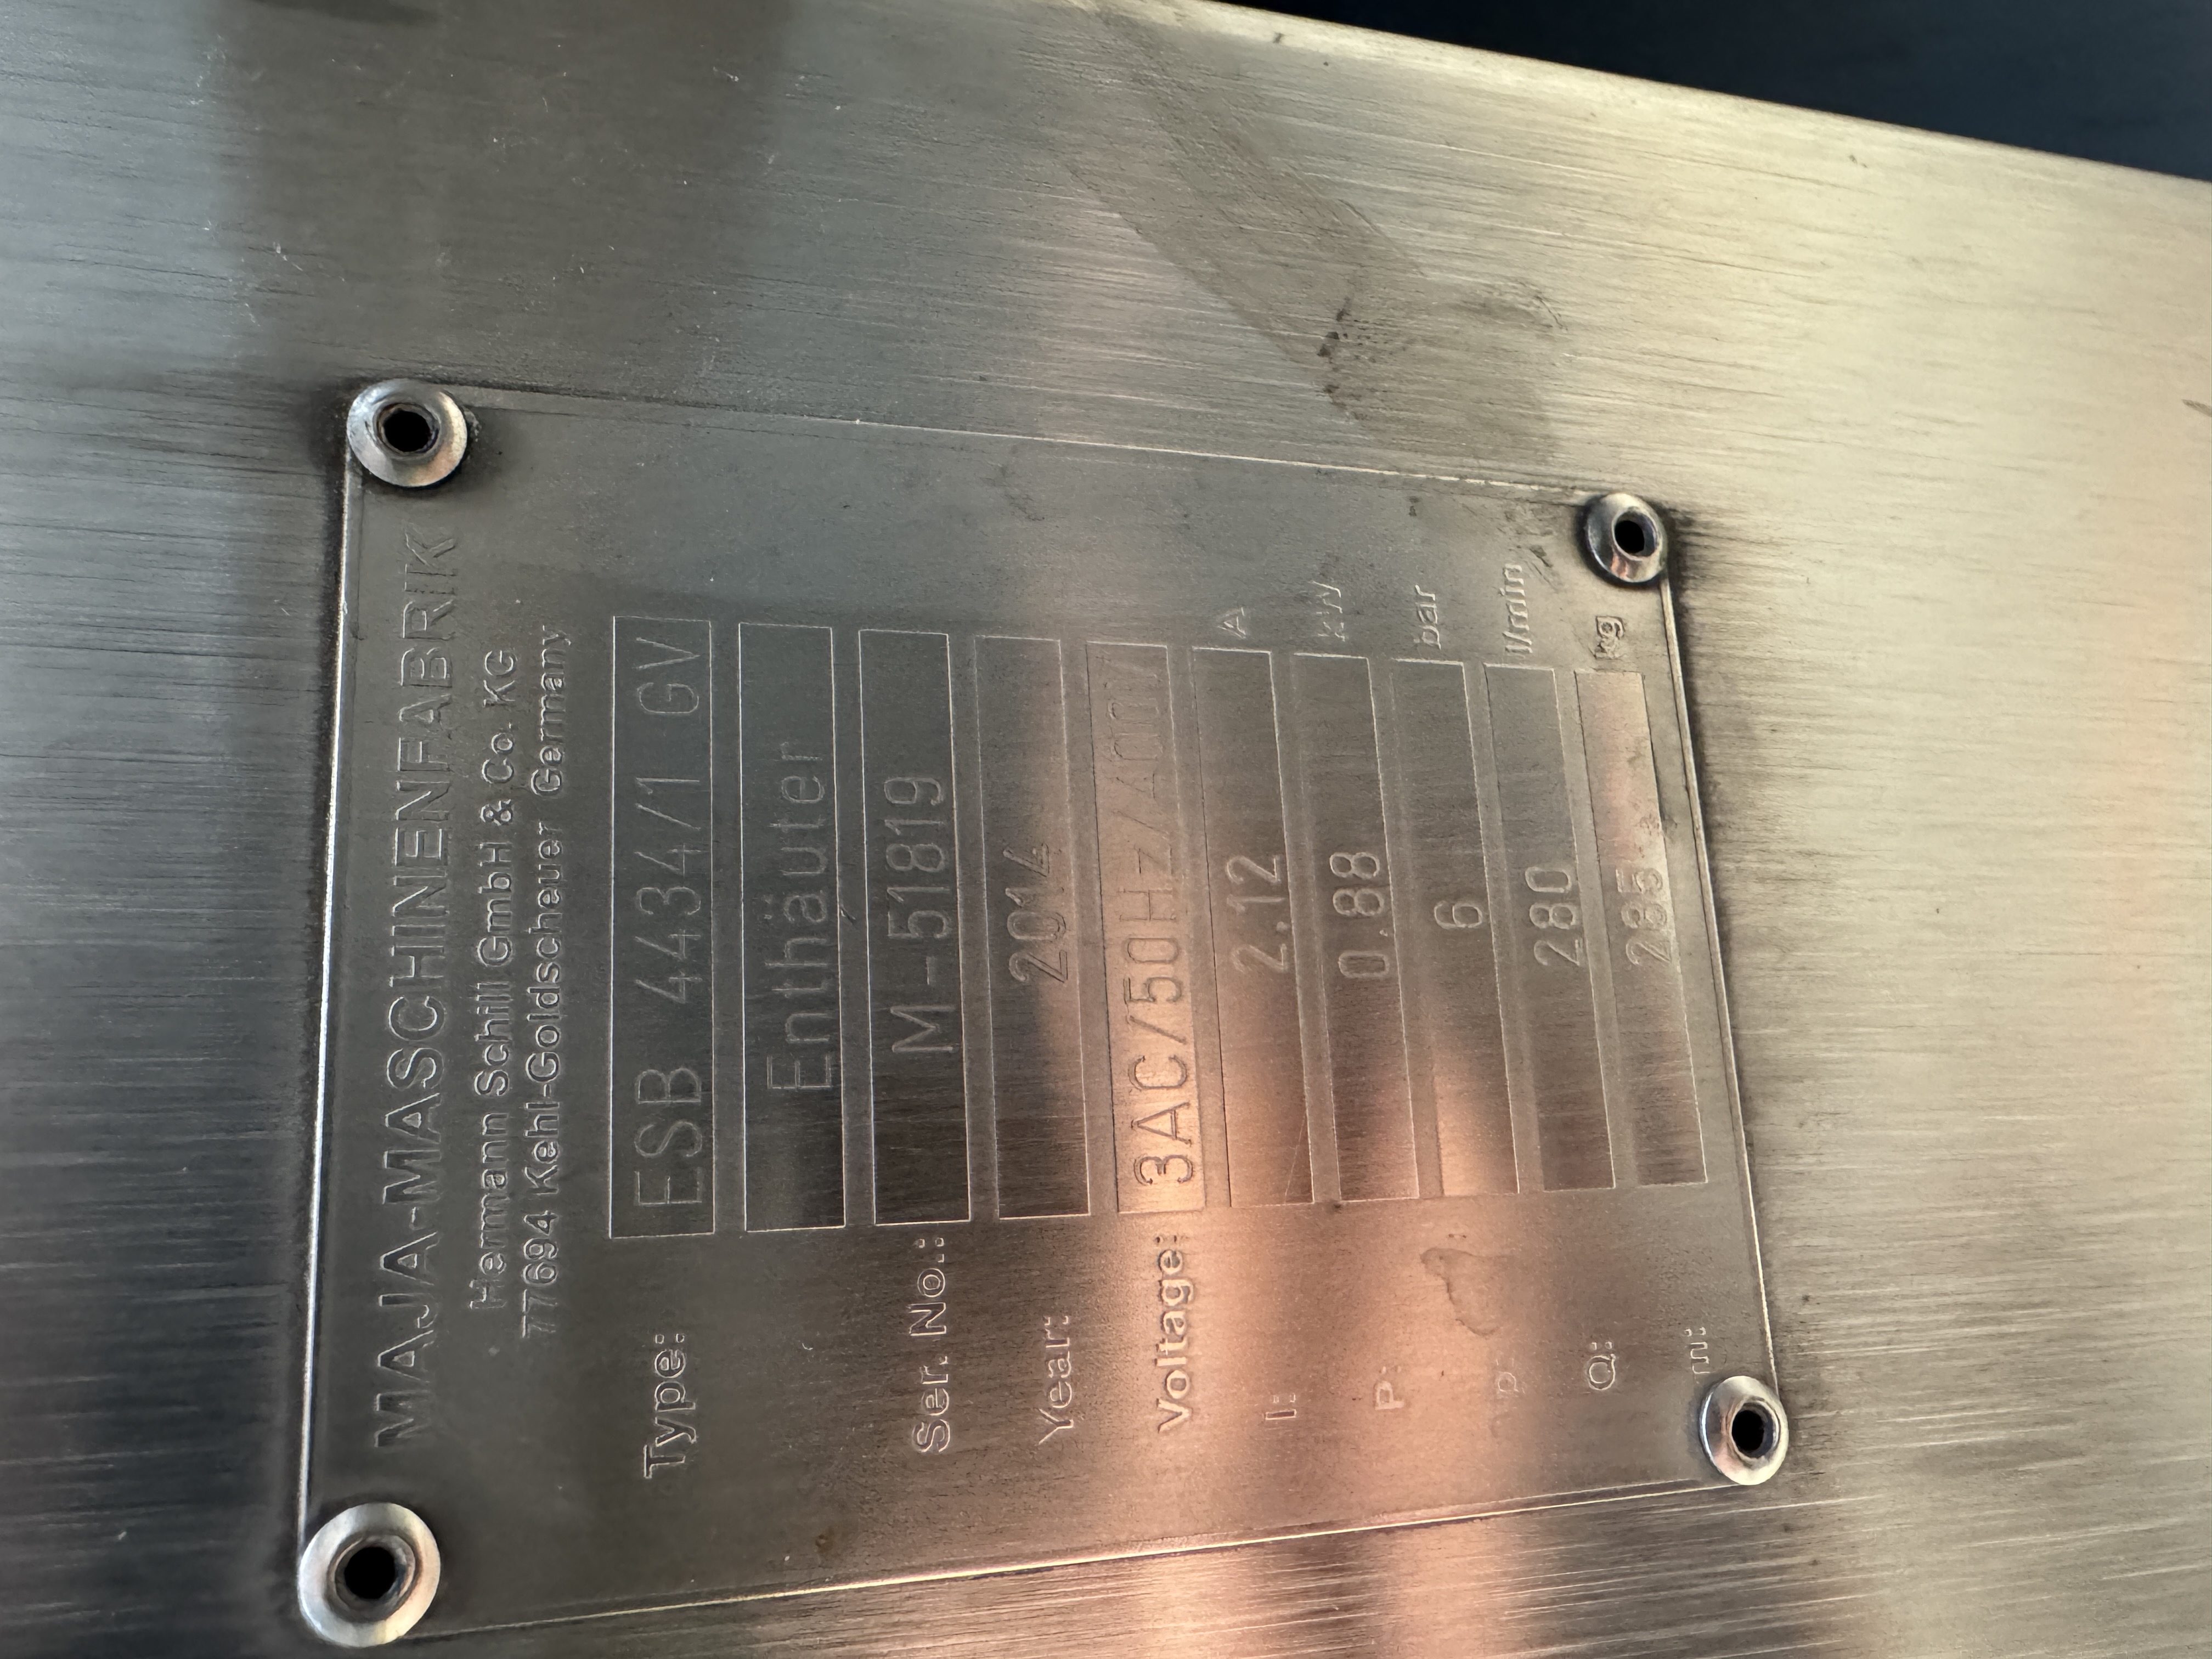 MAJA-MASCHINENFABRIK
Hermann Schill GmbH & Co. KG
77694 Kehl-Goldscheuer Germany
Type: ESB 4434/1 GV
Enthäuter
Ser. No.: M-51819
Year: 2014
Voltage: 3AC/50Hz/400V
I: 2.12 A
P: 0.88 kW
p: 6 bar
Q: 280 l/min
m: 285 kg